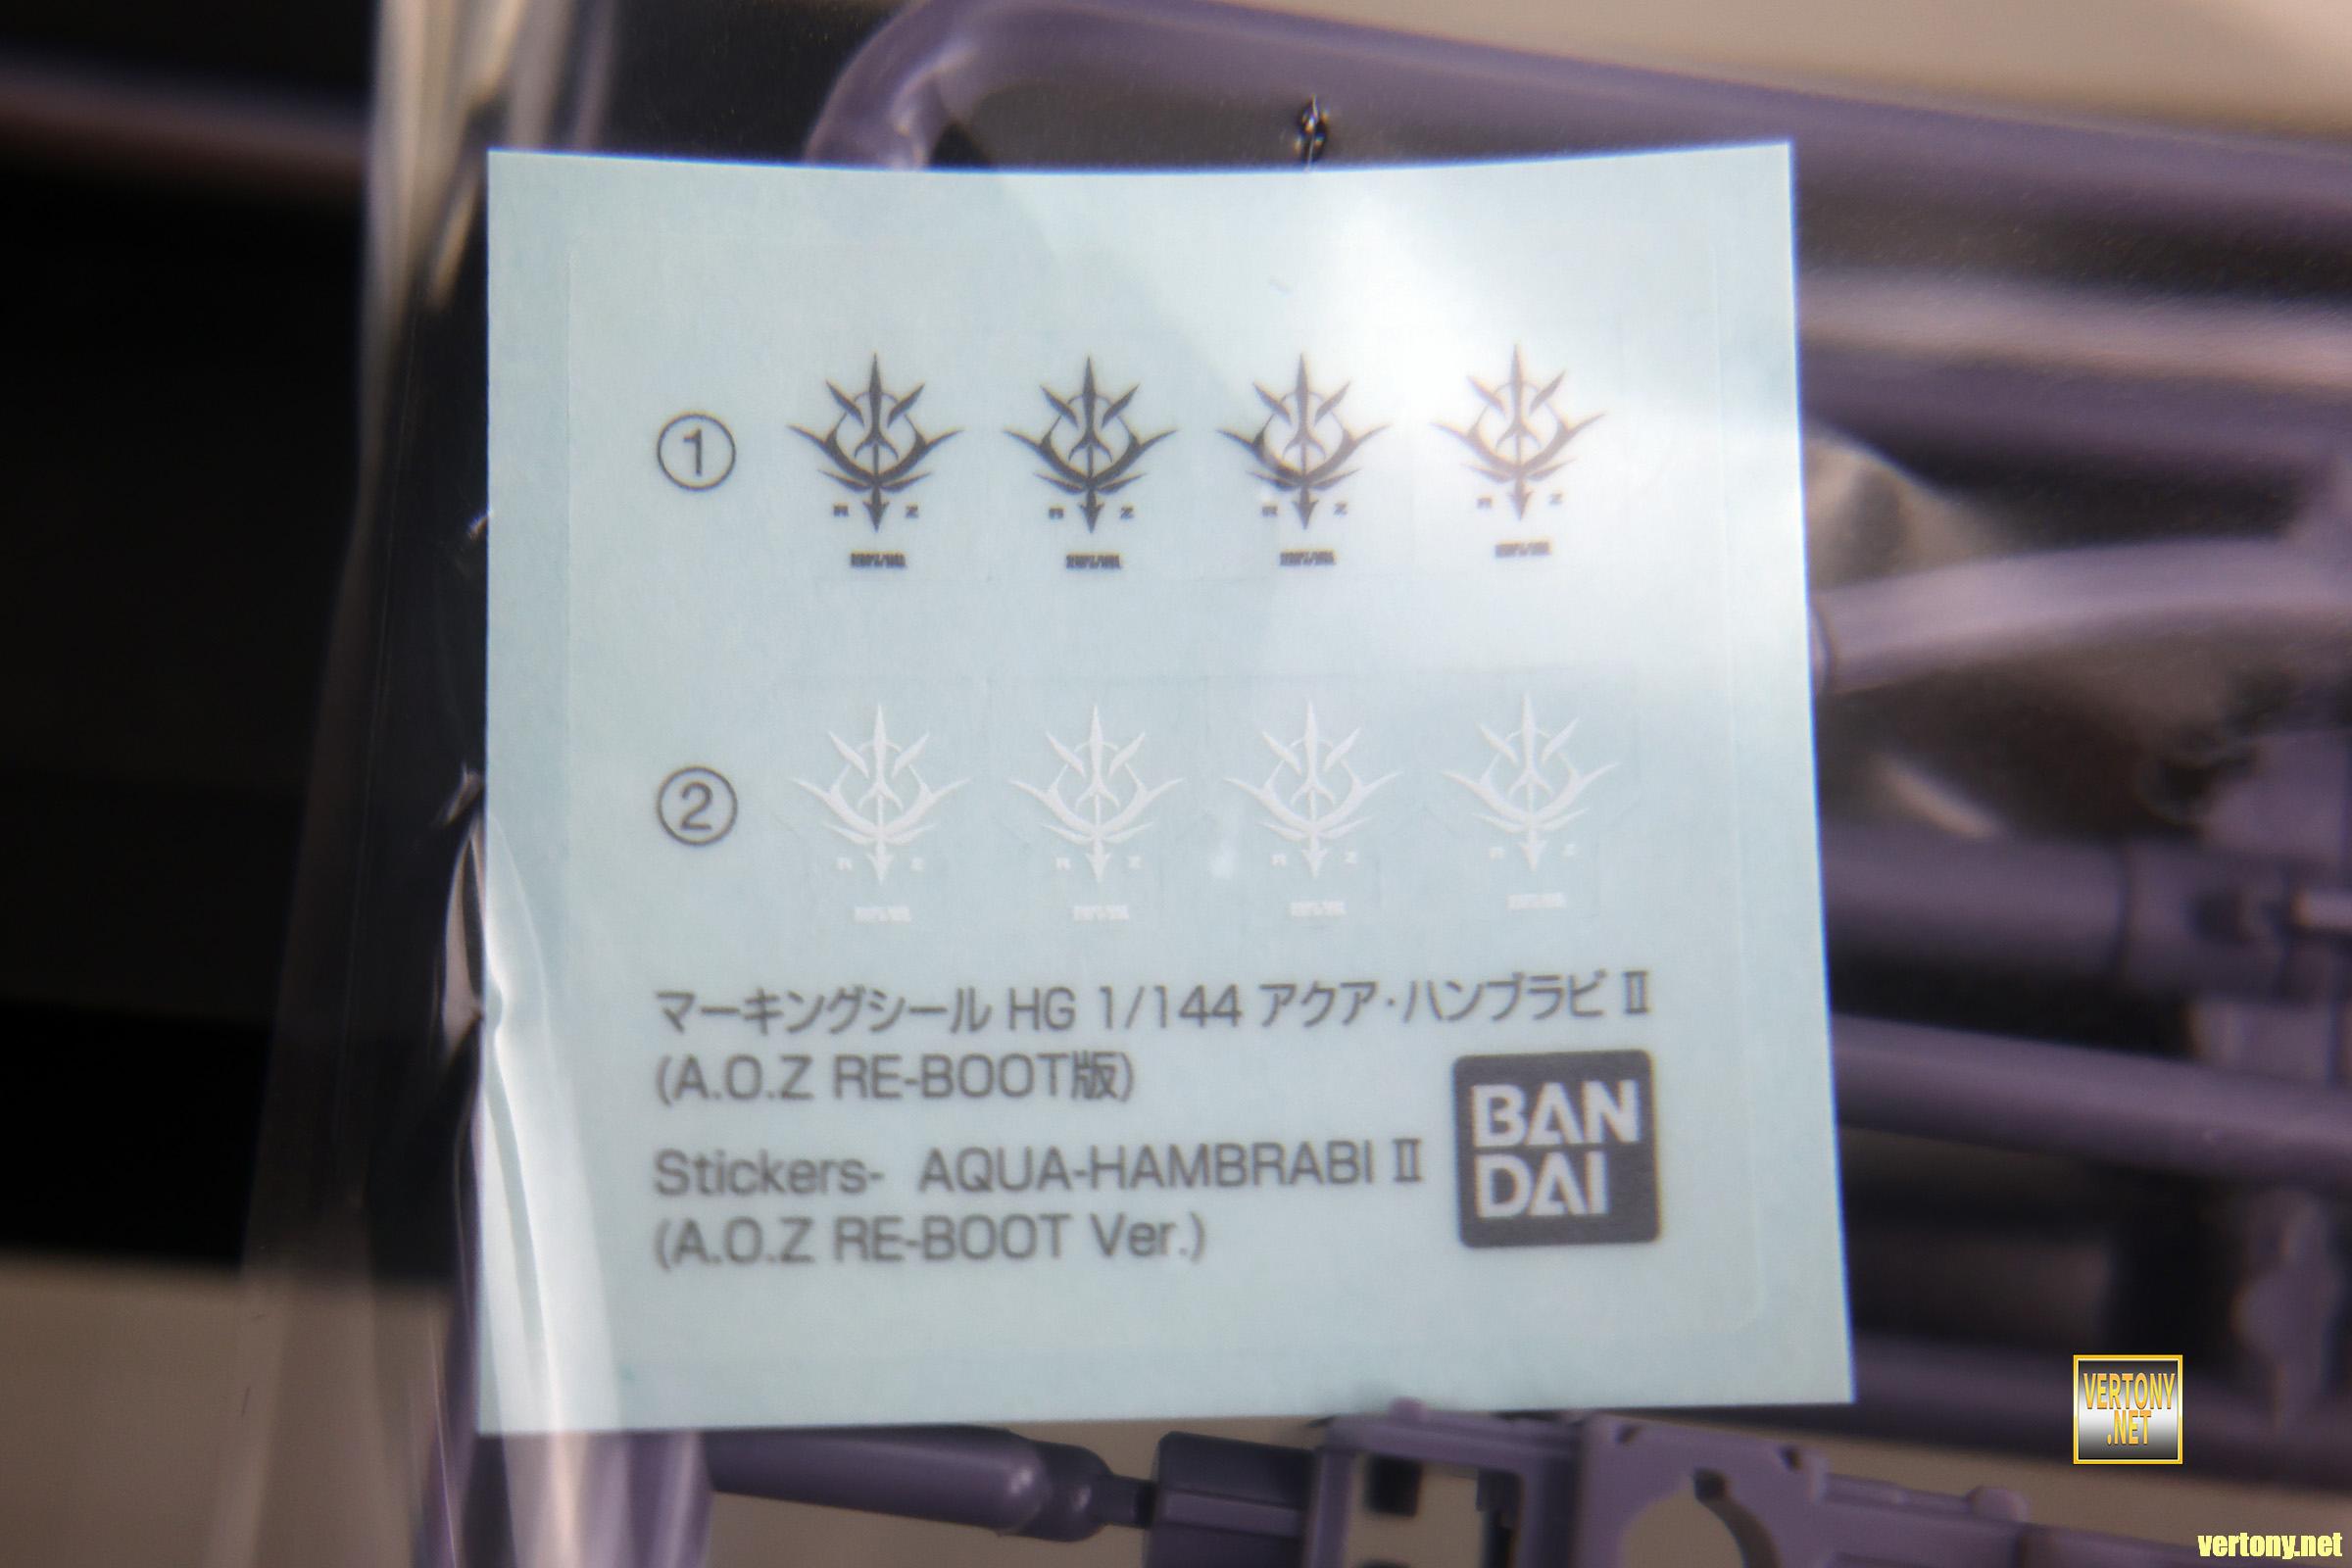 ①
R Z
R Z
R Z
R Z
②
R Z
R Z
R Z
R Z
マーキングシール HG 1/144 アクア・ハンブラビ Ⅱ
(A.O.Z RE-BOOT版)
Stickers- AQUA-HAMBRABI Ⅱ
(A.O.Z RE-BOOT Ver.)
BAN
DAI
VERTONY
.NET
vertony.net